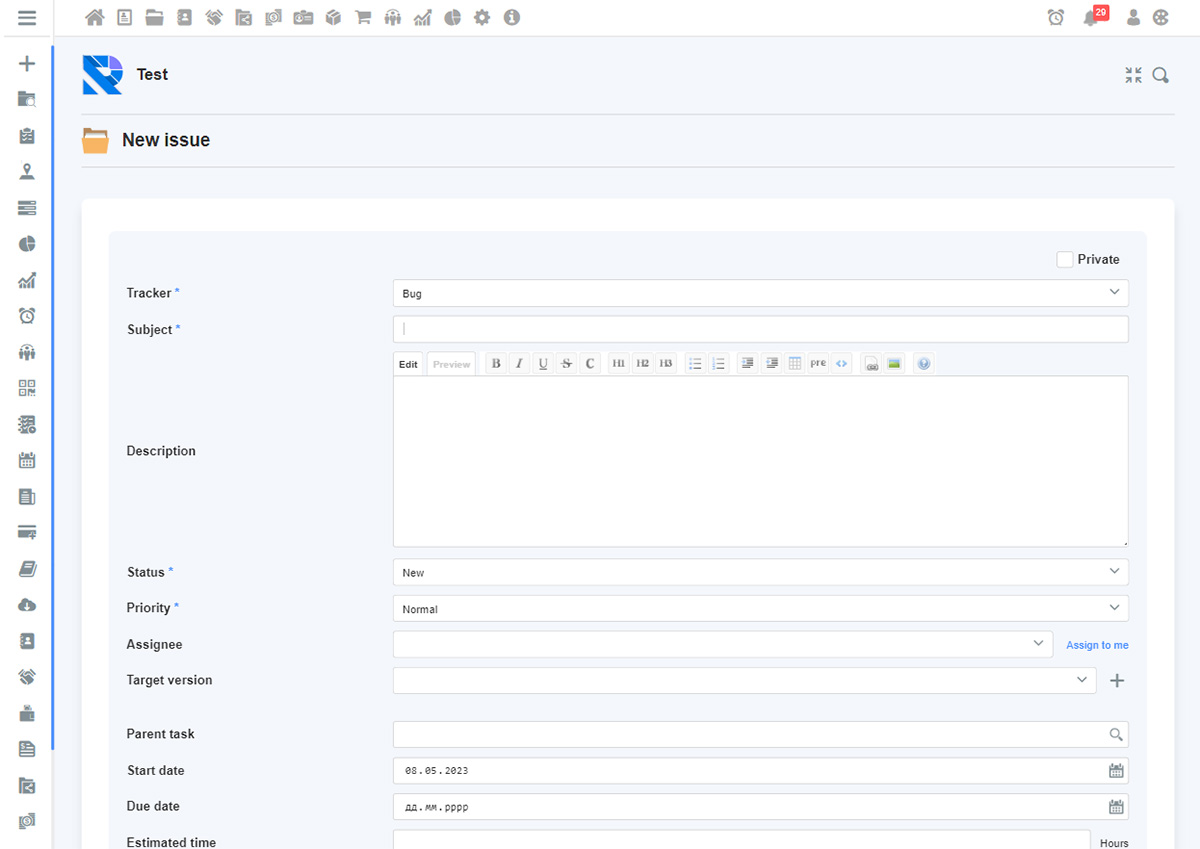 29
Test
New issue
Private
Tracker *
Bug
Subject *
Edit Preview B I U S C H1 H2 H3 pre <>
Description
Status *
New
Priority *
Normal
Assignee
Assign to me
Target version
Parent task
Start date
08.05.2023
Due date
дд.мм.рррр
Estimated time
Hours